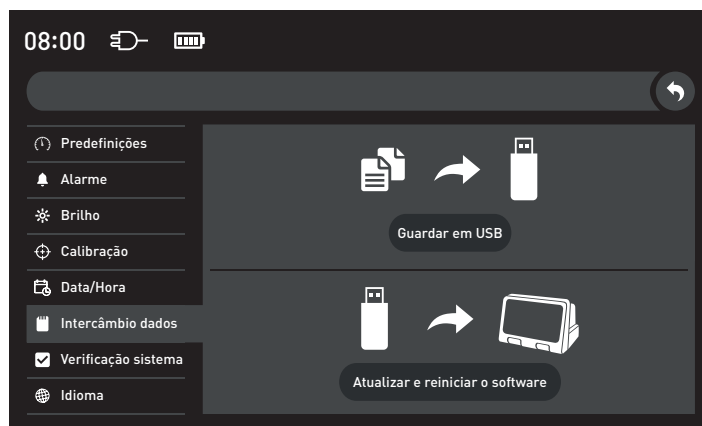 08:00
Predefinições
Alarme
Brilho
Calibração
Data/Hora
Intercâmbio dados
Verificação sistema
Idioma
Guardar em USB
Atualizar e reiniciar o software